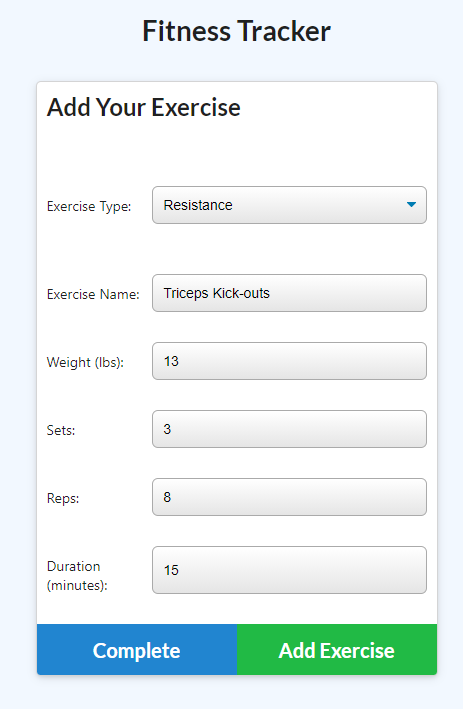 Fitness Tracker
Add Your Exercise
Exercise Type: Resistance
Exercise Name: Triceps Kick-outs
Weight (lbs): 13
Sets: 3
Reps: 8
Duration
(minutes): 15
Complete Add Exercise